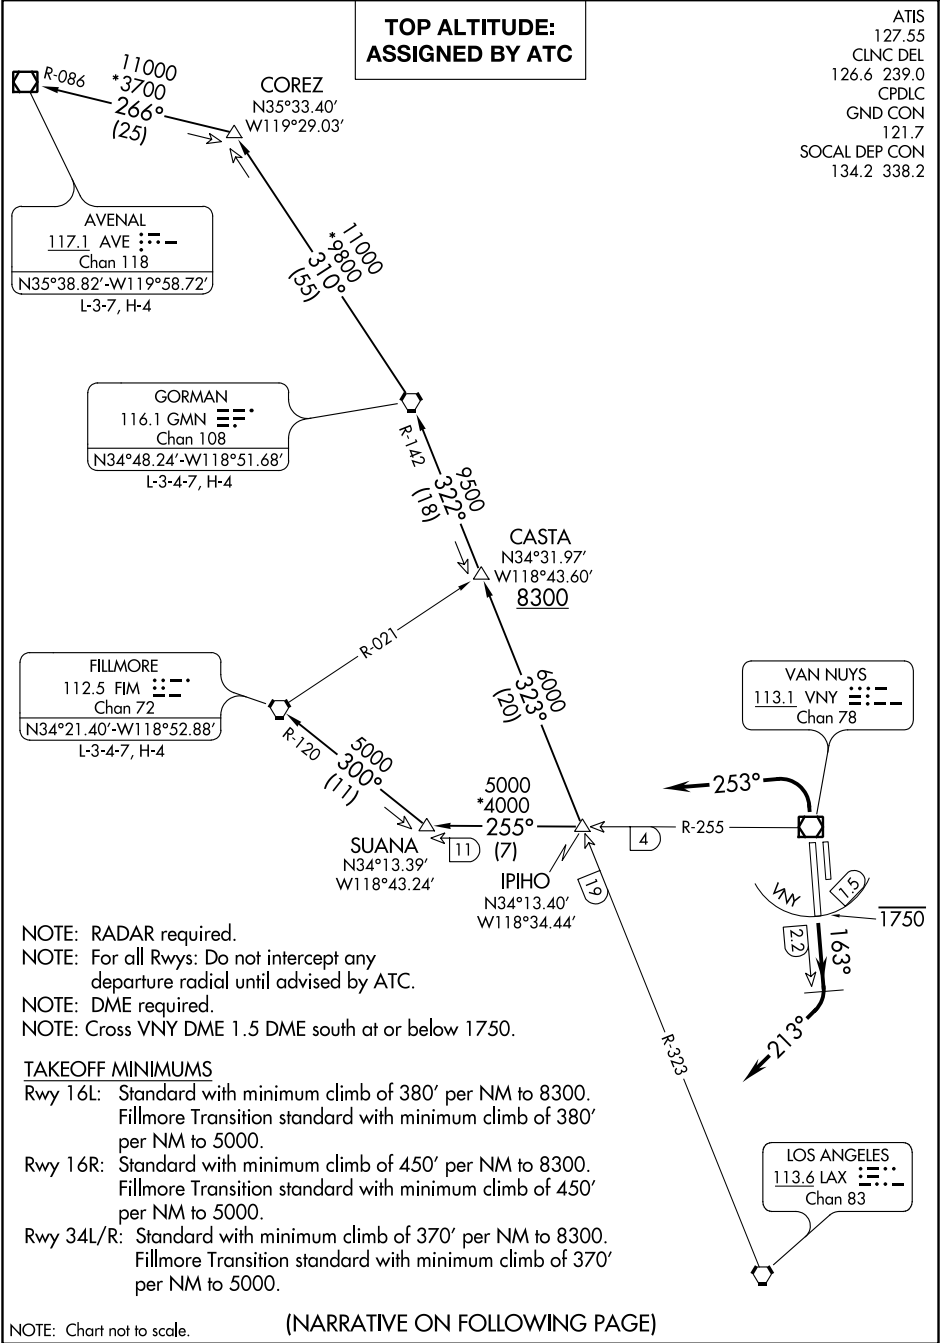 TOP ALTITUDE:
ASSIGNED BY ATC
ATIS
127.55
CLNC DEL
126.6 239.0
CPDLC
GND CON
121.7
SOCAL DEP CON
134.2 338.2
R-086
11000
*3700
266°
(25)
COREZ
N35°33.40'
W119°29.03'
AVENAL
117.1 AVE
Chan 118
N35°38.82'-W119°58.72'
L-3-7, H-4
11000
*9800
310°
(55)
GORMAN
116.1 GMN
Chan 108
N34°48.24'-W118°51.68'
L-3-4-7, H-4
R-142
9500
322°
(18)
CASTA
N34°31.97'
W118°43.60'
8300
R-021
FILLMORE
112.5 FIM
Chan 72
N34°21.40'-W118°52.88'
L-3-4-7, H-4
R-120
5000
300°
(11)
6000
323°
(20)
VAN NUYS
113.1 VNY
Chan 78
253°
5000
*4000
255°
(7)
4
R-255
SUANA
N34°13.39'
W118°43.24'
11
IPIHO
N34°13.40'
W118°34.44'
19
VNY
1.5
1750
2.2
163°
213°
R-323
NOTE: RADAR required.
NOTE: For all Rwys: Do not intercept any
departure radial until advised by ATC.
NOTE: DME required.
NOTE: Cross VNY DME 1.5 DME south at or below 1750.
TAKEOFF MINIMUMS
Rwy 16L: Standard with minimum climb of 380' per NM to 8300.
Fillmore Transition standard with minimum climb of 380'
per NM to 5000.
Rwy 16R: Standard with minimum climb of 450' per NM to 8300.
Fillmore Transition standard with minimum climb of 450'
per NM to 5000.
Rwy 34L/R: Standard with minimum climb of 370' per NM to 8300.
Fillmore Transition standard with minimum climb of 370'
per NM to 5000.
LOS ANGELES
113.6 LAX
Chan 83
NOTE: Chart not to scale.
(NARRATIVE ON FOLLOWING PAGE)